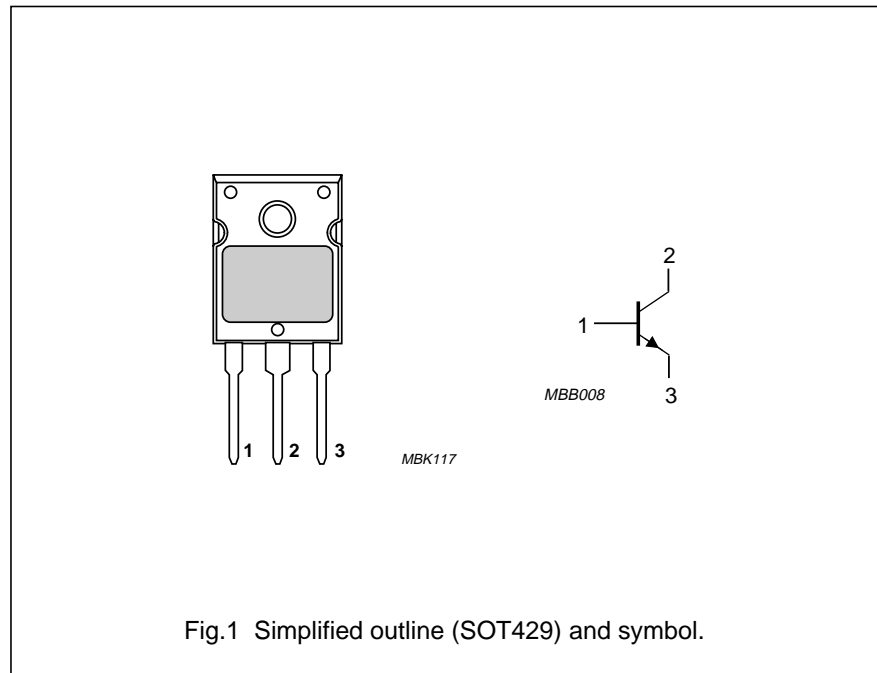 2
1
MBB008
3
1 2 3
MBK117
Fig.1 Simplified outline (SOT429) and symbol.